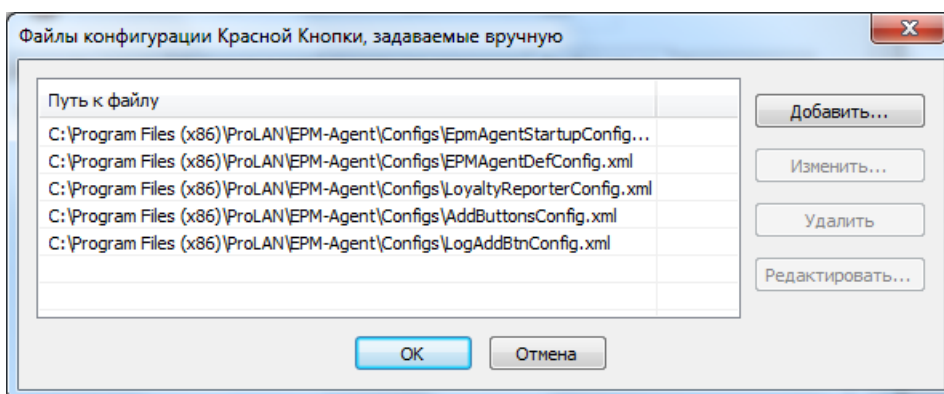 Файлы конфигурации Красной Кнопки, задаваемые вручную
Путь к файлу
C:\Program Files (x86)\ProLAN\EPM-Agent\Configs\EpmAgentStartupConfig...
C:\Program Files (x86)\ProLAN\EPM-Agent\Configs\EPMAgentDefConfig.xml
C:\Program Files (x86)\ProLAN\EPM-Agent\Configs\LoyaltyReporterConfig.xml
C:\Program Files (x86)\ProLAN\EPM-Agent\Configs\AddButtonsConfig.xml
C:\Program Files (x86)\ProLAN\EPM-Agent\Configs\LogAddBtnConfig.xml
Добавить...
Изменить...
Удалить
Редактировать...
OK
Отмена